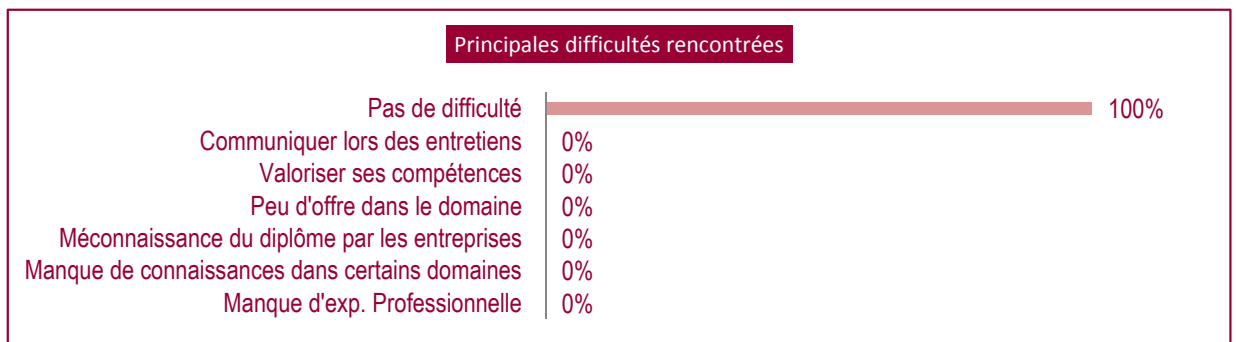 Principales difficultés rencontrées
Pas de difficulté 100%
Communiquer lors des entretiens 0%
Valoriser ses compétences 0%
Peu d'offre dans le domaine 0%
Méconnaissance du diplôme par les entreprises 0%
Manque de connaissances dans certains domaines 0%
Manque d'exp. Professionnelle 0%